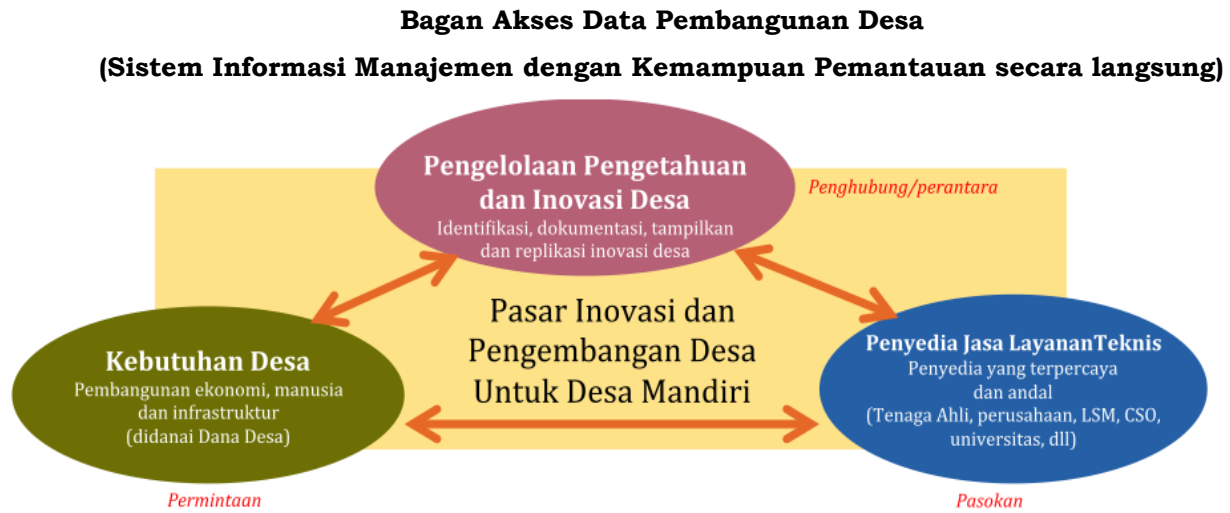 Bagan Akses Data Pembangunan Desa
(Sistem Informasi Manajemen dengan Kemampuan Pemantauan secara langsung)
Pengelolaan Pengetahuan
dan Inovasi Desa
Identifikasi, dokumentasi, tampilkan
dan replikasi inovasi desa
Penghubung/perantara
Pasar Inovasi dan
Pengembangan Desa
Untuk Desa Mandiri
Kebutuhan Desa
Pembangunan ekonomi, manusia
dan infrastruktur
(didanai Dana Desa)
Permintaan
Penyedia Jasa LayananTeknis
Penyedia yang terpercaya
dan andal
(Tenaga Ahli, perusahaan, LSM, CSO,
universitas, dll)
Pasokan